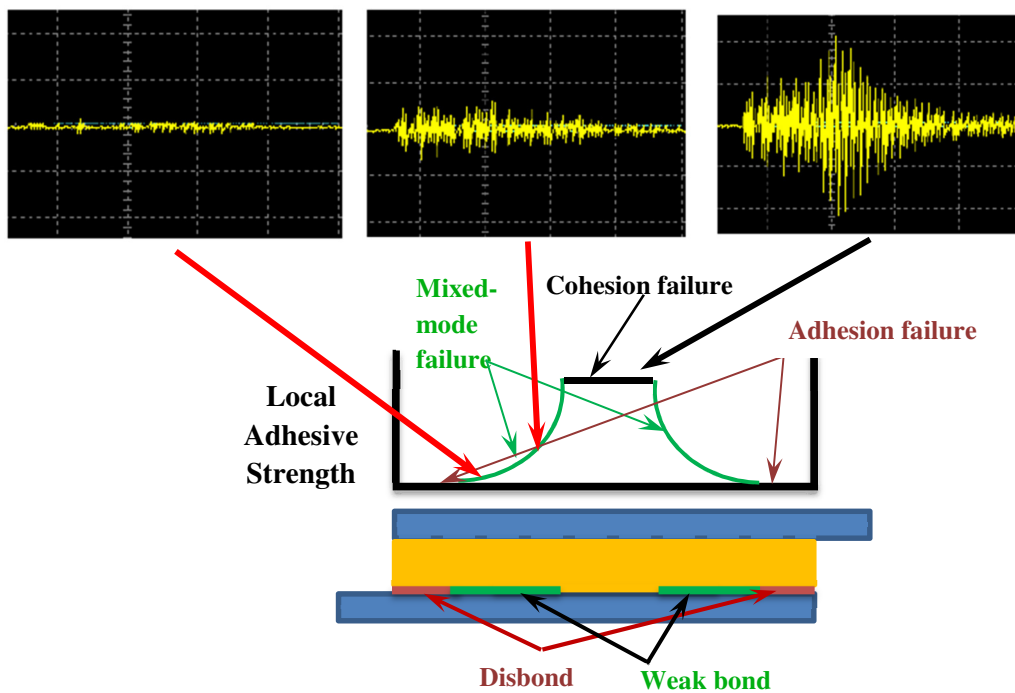 Mixed-
mode
failure
Cohesion failure
Adhesion failure
Local
Adhesive
Strength
Disbond
Weak bond